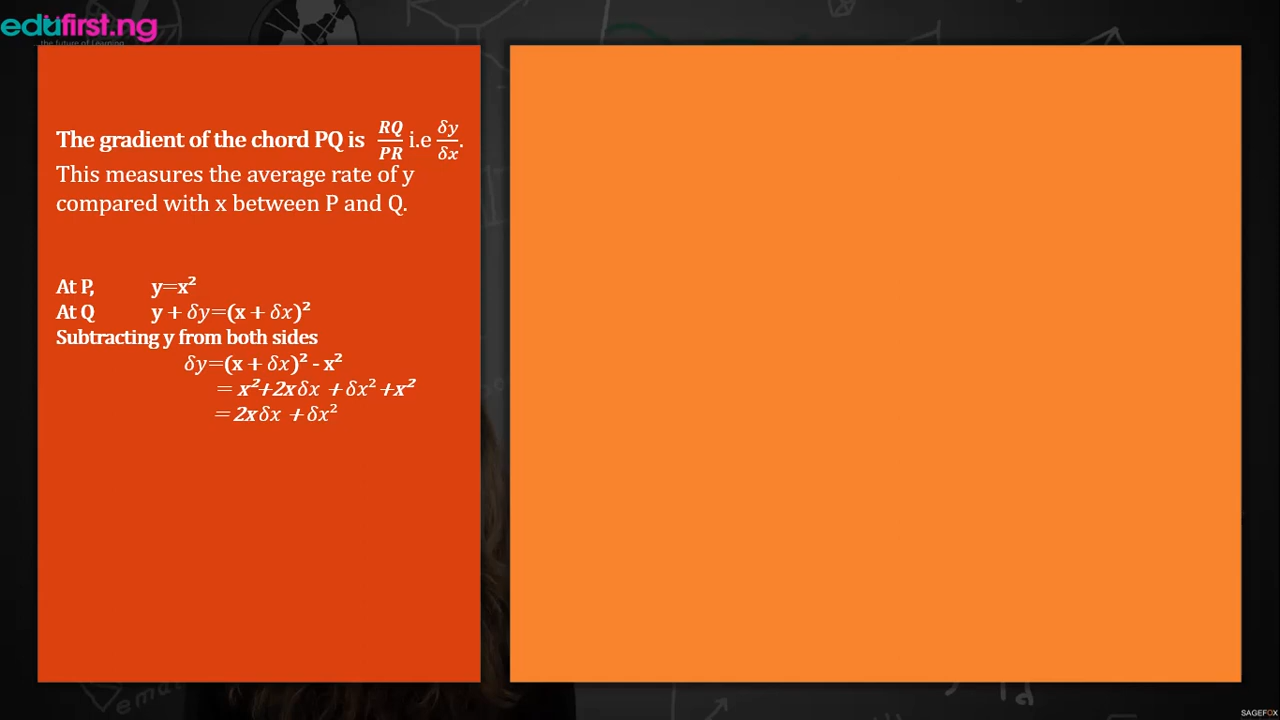 edufirst.ng
the future of Learning
The gradient of the chord PQ is RQ/PR i.e δy/δx.
This measures the average rate of y
compared with x between P and Q.
At P, y=x²
At Q y + δy=(x + δx)²
Subtracting y from both sides
δy=(x + δx)² - x²
= x²+2xδx + δx²+x²
= 2xδx + δx²
SAGEFOX